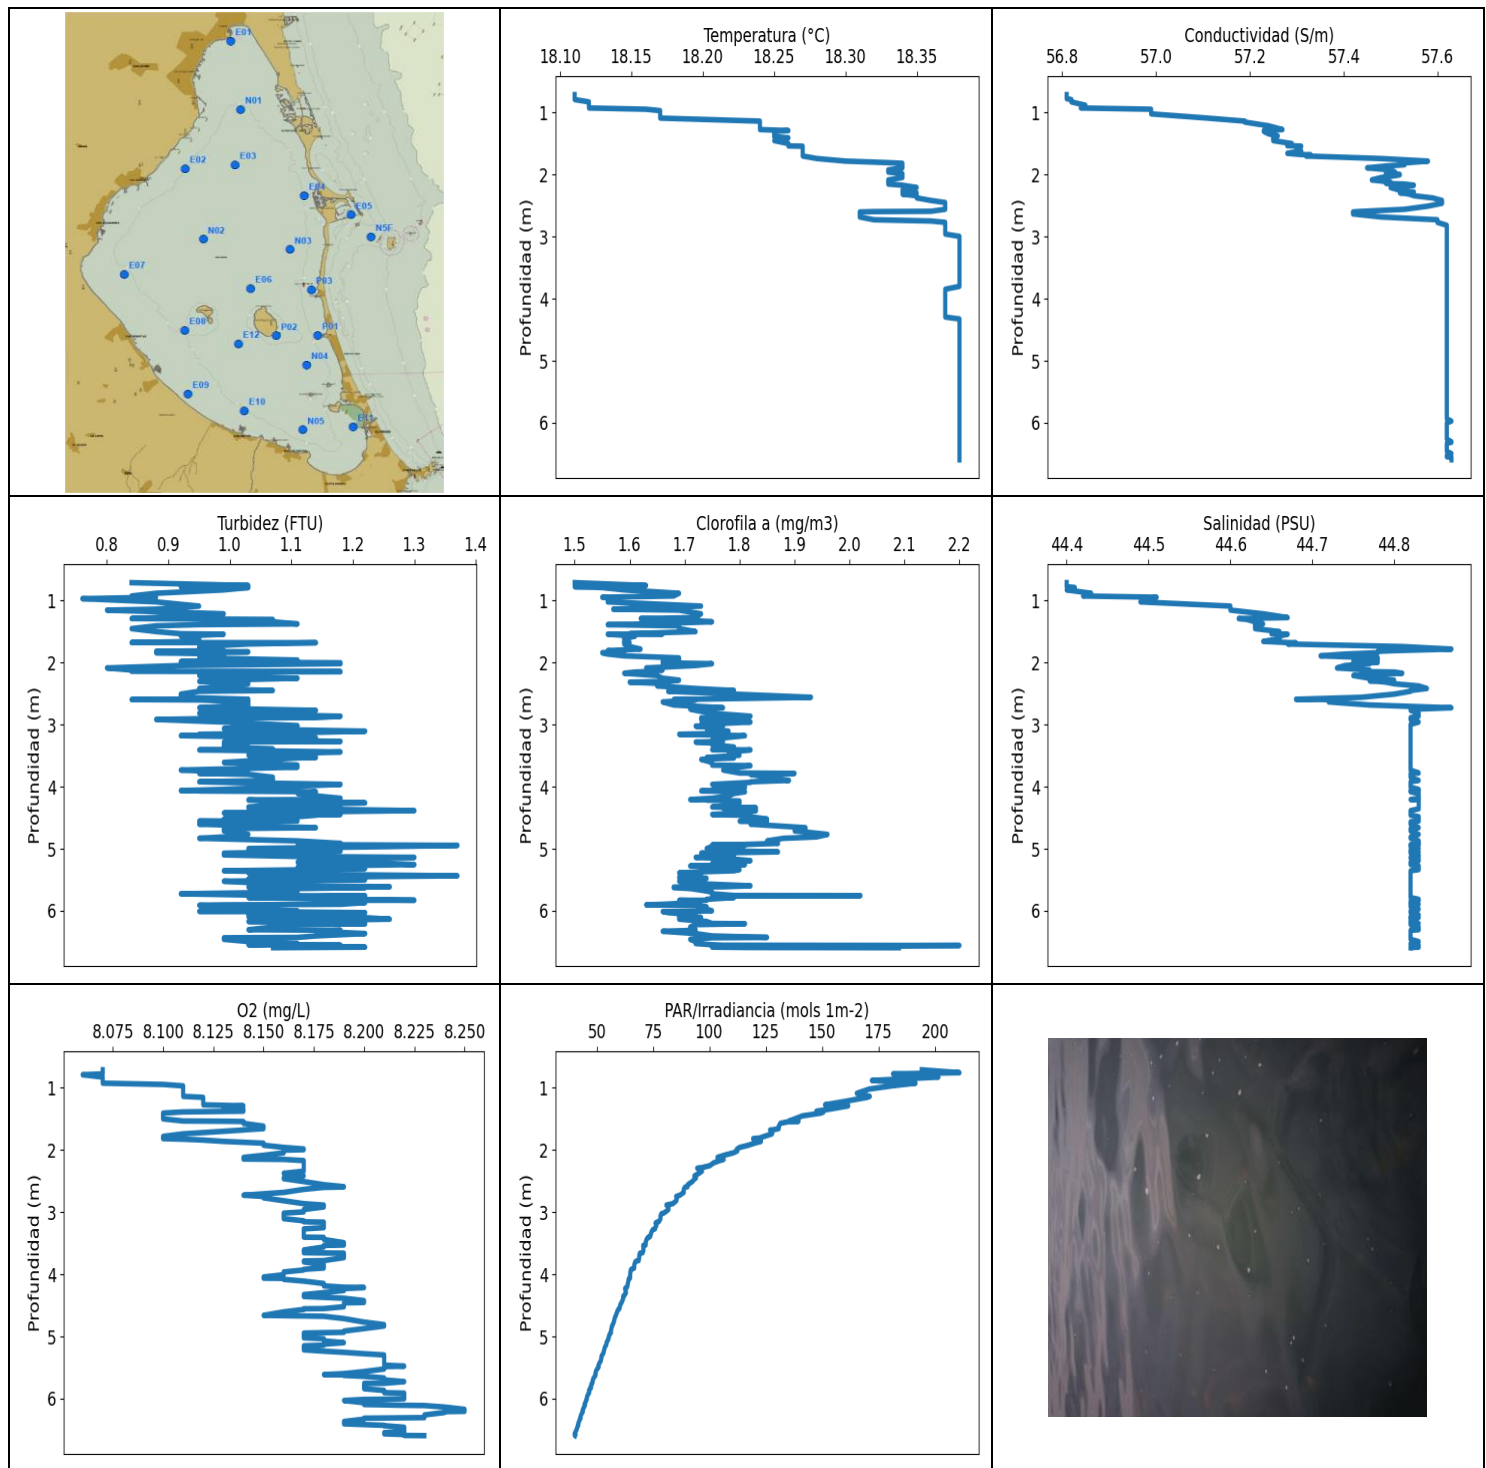 E01
N01
E02
E03
E04
E05
N5F
N02
N03
E07
E06
P03
E08
P02
P01
E12
N04
E09
E10
N05
E11
Temperatura (°C)
18.10 18.15 18.20 18.25 18.30 18.35
Profundidad (m)
1
2
3
4
5
6
Conductividad (S/m)
56.8 57.0 57.2 57.4 57.6
Profundidad (m)
1
2
3
4
5
6
Turbidez (FTU)
0.8 0.9 1.0 1.1 1.2 1.3 1.4
Profundidad (m)
1
2
3
4
5
6
Clorofila a (mg/m3)
1.5 1.6 1.7 1.8 1.9 2.0 2.1 2.2
Profundidad (m)
1
2
3
4
5
6
Salinidad (PSU)
44.4 44.5 44.6 44.7 44.8
Profundidad (m)
1
2
3
4
5
6
O2 (mg/L)
8.075 8.100 8.125 8.150 8.175 8.200 8.225 8.250
Profundidad (m)
1
2
3
4
5
6
PAR/Irradiancia (mols 1m-2)
50 75 100 125 150 175 200
Profundidad (m)
1
2
3
4
5
6